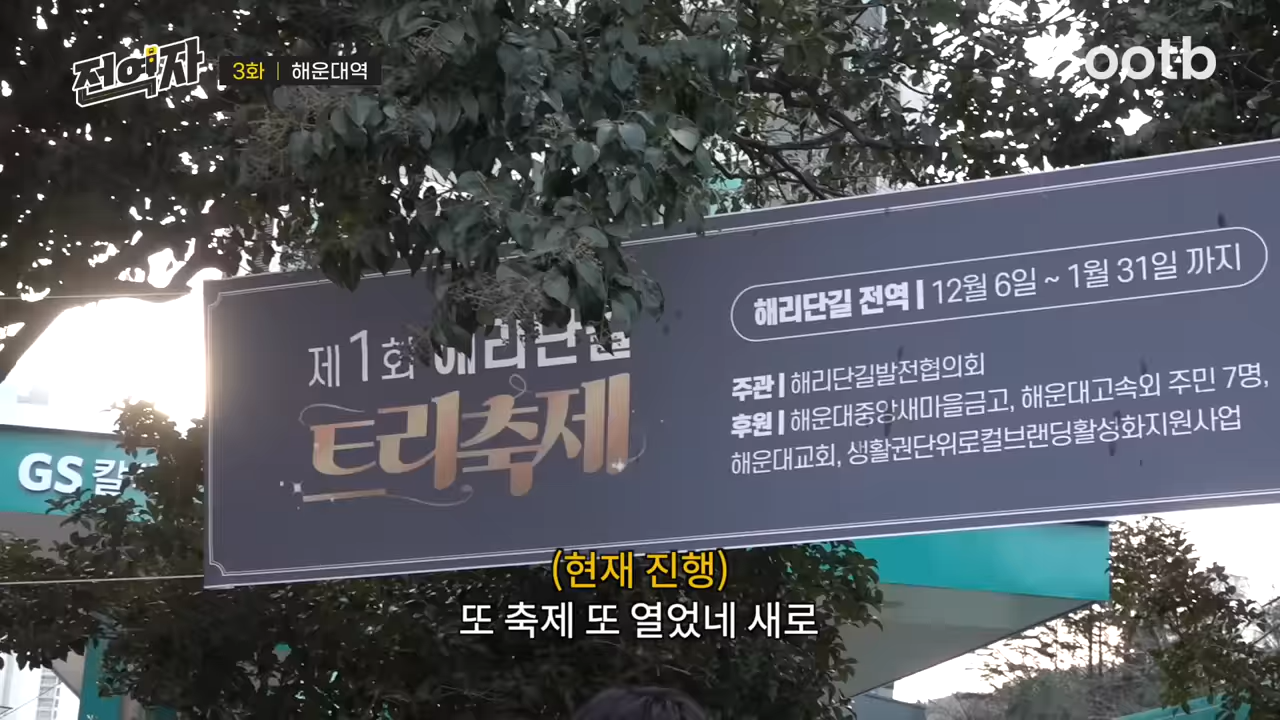 전역자
3화 | 해운대역
ootb
해리단길 전역 | 12월 6일 ~ 1월 31일 까지
제1회 해리단길
트리축제
주관 | 해리단길발전협의회
후원 | 해운대중앙새마을금고, 해운대고속외 주민 7명,
해운대교회, 생활권단위로컬브랜딩활성화지원사업
GS 칼
(현재 진행)
또 축제 또 열었네 새로